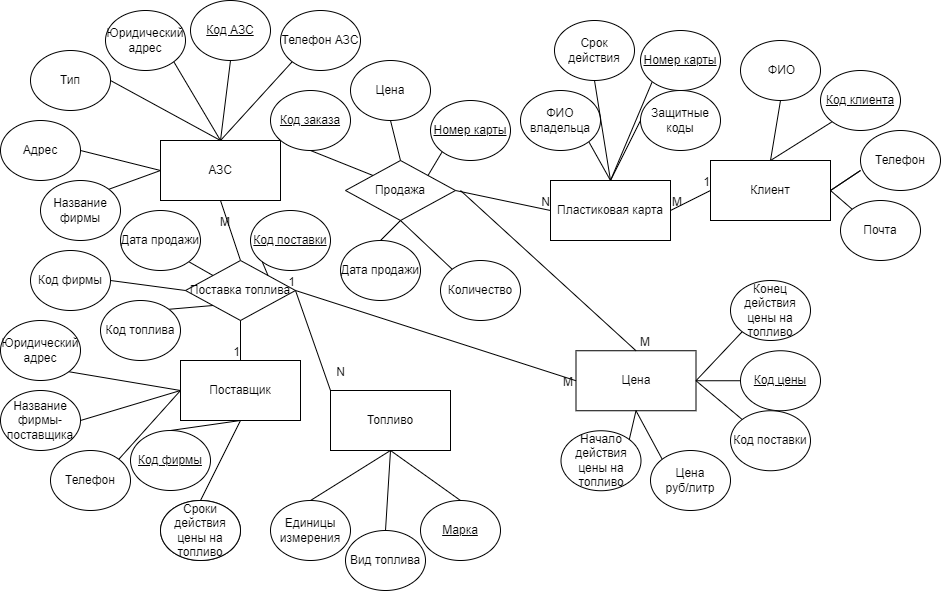 Юридический
адрес
Код АЗС
Телефон АЗС
Тип
Адрес
Название
фирмы
АЗС
Код заказа
Цена
Номер карты
Продажа
Дата продажи
Количество
Срок
действия
Номер карты
ФИО
владельца
Защитные
коды
N
Пластиковая карта
M
1
ФИО
Код клиента
Клиент
Телефон
Почта
M
Дата продажи
Код поставки
Код фирмы
Поставка топлива
1
Код топлива
Юридический
адрес
1
Поставщик
Название
фирмы-
поставщика
Телефон
Код фирмы
Сроки
действия
цены на
топливо
N
Топливо
Единицы
измерения
Вид топлива
Марка
M
M
Цена
Конец
действия
цены на
топливо
Код цены
Код поставки
Начало
действия
цены на
топливо
Цена
руб/литр